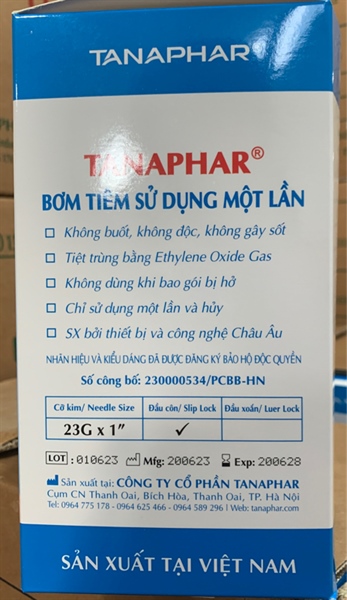 TANAPHAR
TANAPHAR®
BƠM TIÊM SỬ DỤNG MỘT LẦN
Không buốt, không độc, không gây sốt
Tiệt trùng bằng Ethylene Oxide Gas
Không dùng khi bao gói bị hở
Chỉ sử dụng một lần và hủy
SX bởi thiết bị và công nghệ Châu Âu
NHÃN HIỆU VÀ KIỂU DÁNG ĐÃ ĐƯỢC ĐĂNG KÝ BẢO HỘ ĐỘC QUYỀN
Số công bố: 230000534/PCBB-HN
Cỡ kim/ Needle Size Đầu côn/ Slip Lock Đầu xoắn/ Luer Lock
23G x 1" ✓
LOT : 010623 Mfg: 200623 Exp: 200628
Sản xuất tại: CÔNG TY CỔ PHẦN TANAPHAR
Cụm CN Thanh Oai, Bích Hòa, Thanh Oai, TP. Hà Nội
Tel: 0964 775 178 - 0964 625 466 - 0964 589 296 | Web: tanaphar.com
SẢN XUẤT TẠI VIỆT NAM